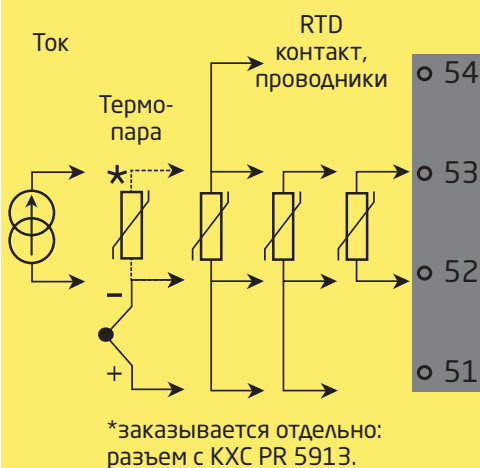 Ток
RTD
контакт,
проводники
Термо-
пара
*
–
+
54
53
52
51
*заказывается отдельно:
разъем с КХС PR 5913.